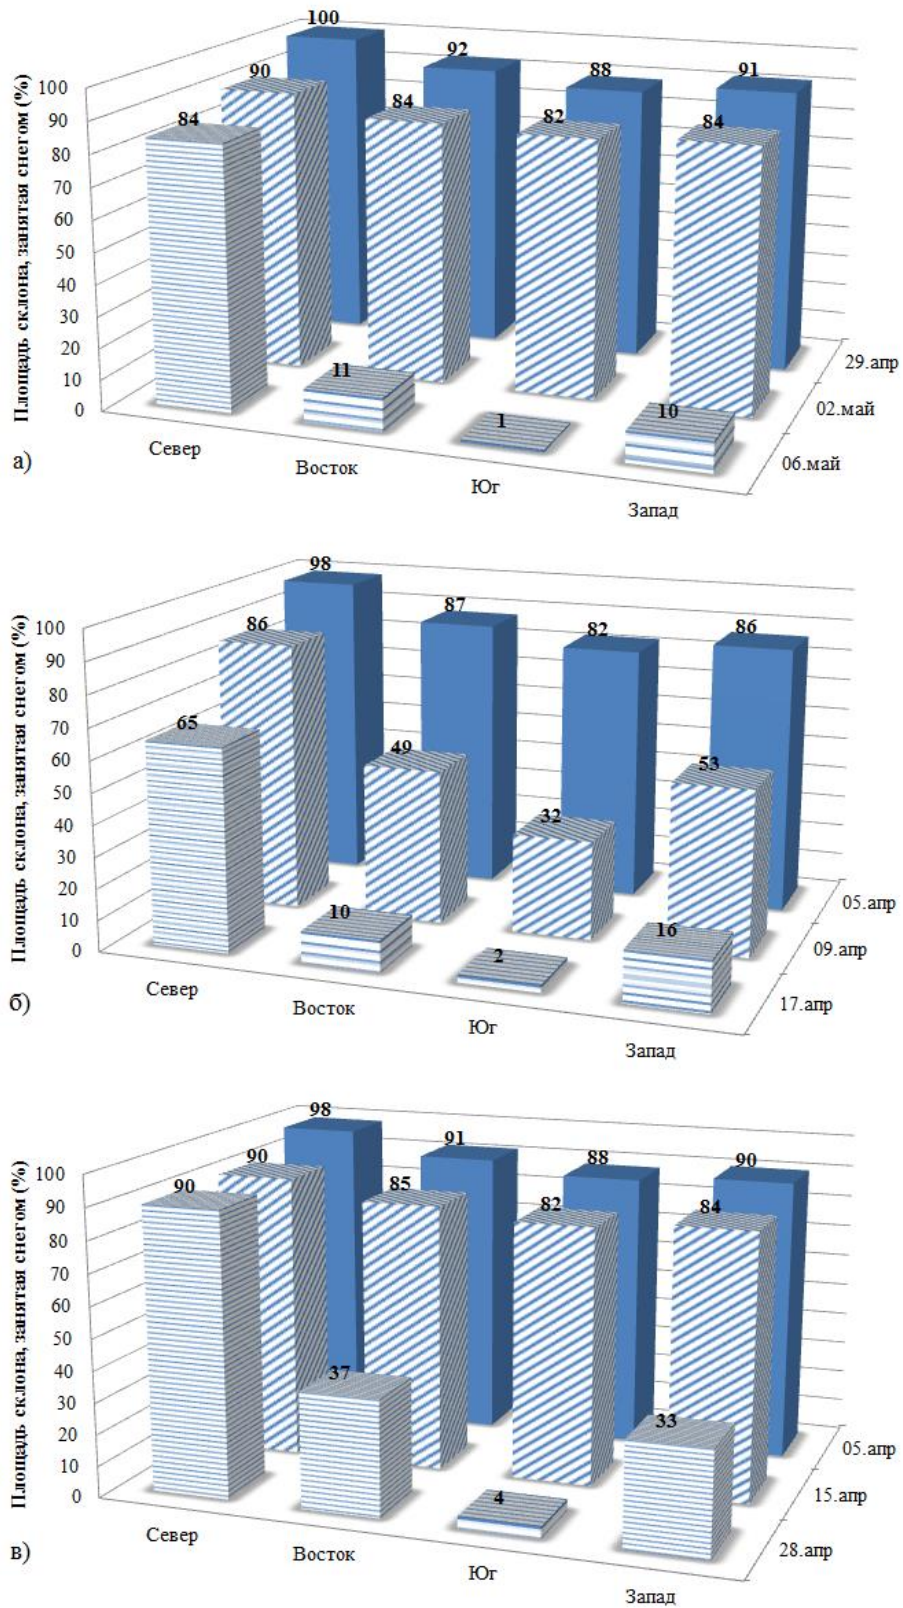 Площадь склона, занятая снегом (%)
100
90
80
70
60
50
40
30
20
10
0
100
92
88
91
90
84
82
84
84
11
1
10
Север
Восток
Юг
Запад
29.апр
02.май
06.май
а)
Площадь склона, занятая снегом (%)
100
90
80
70
60
50
40
30
20
10
0
98
87
82
86
86
49
32
53
65
10
2
16
Север
Восток
Юг
Запад
05.апр
09.апр
17.апр
б)
Площадь склона, занятая снегом (%)
100
90
80
70
60
50
40
30
20
10
0
98
91
88
90
90
85
82
84
90
37
4
33
Север
Восток
Юг
Запад
05.апр
15.апр
28.апр
в)